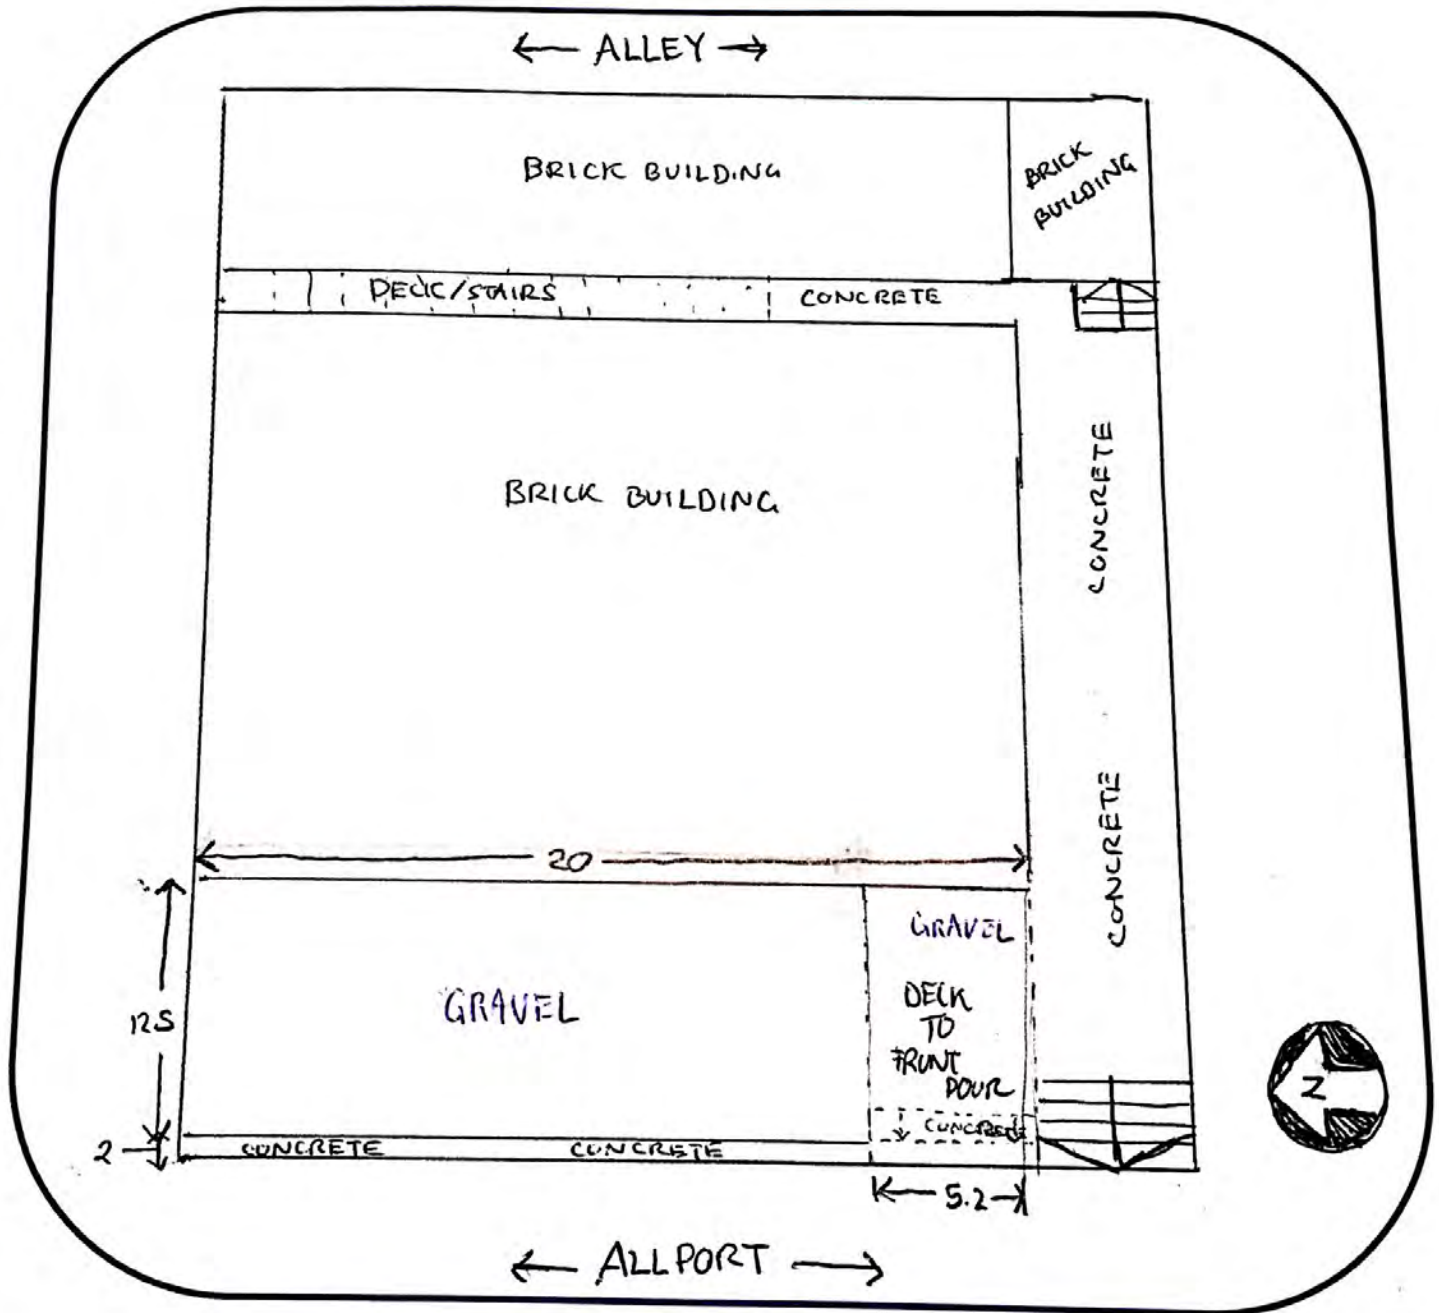 ALLEY
BRICK BUILDING
BRICK
BUILDING
DECK/STAIRS
CONCRETE
BRICK BUILDING
CONCRETE
20
CONCRETE
GRAVEL
GRAVEL
DECK
TO
FRONT
DOOR
12.5
CONCRETE
2
CONCRETE
CONCRETE
5.2
N
ALLPORT